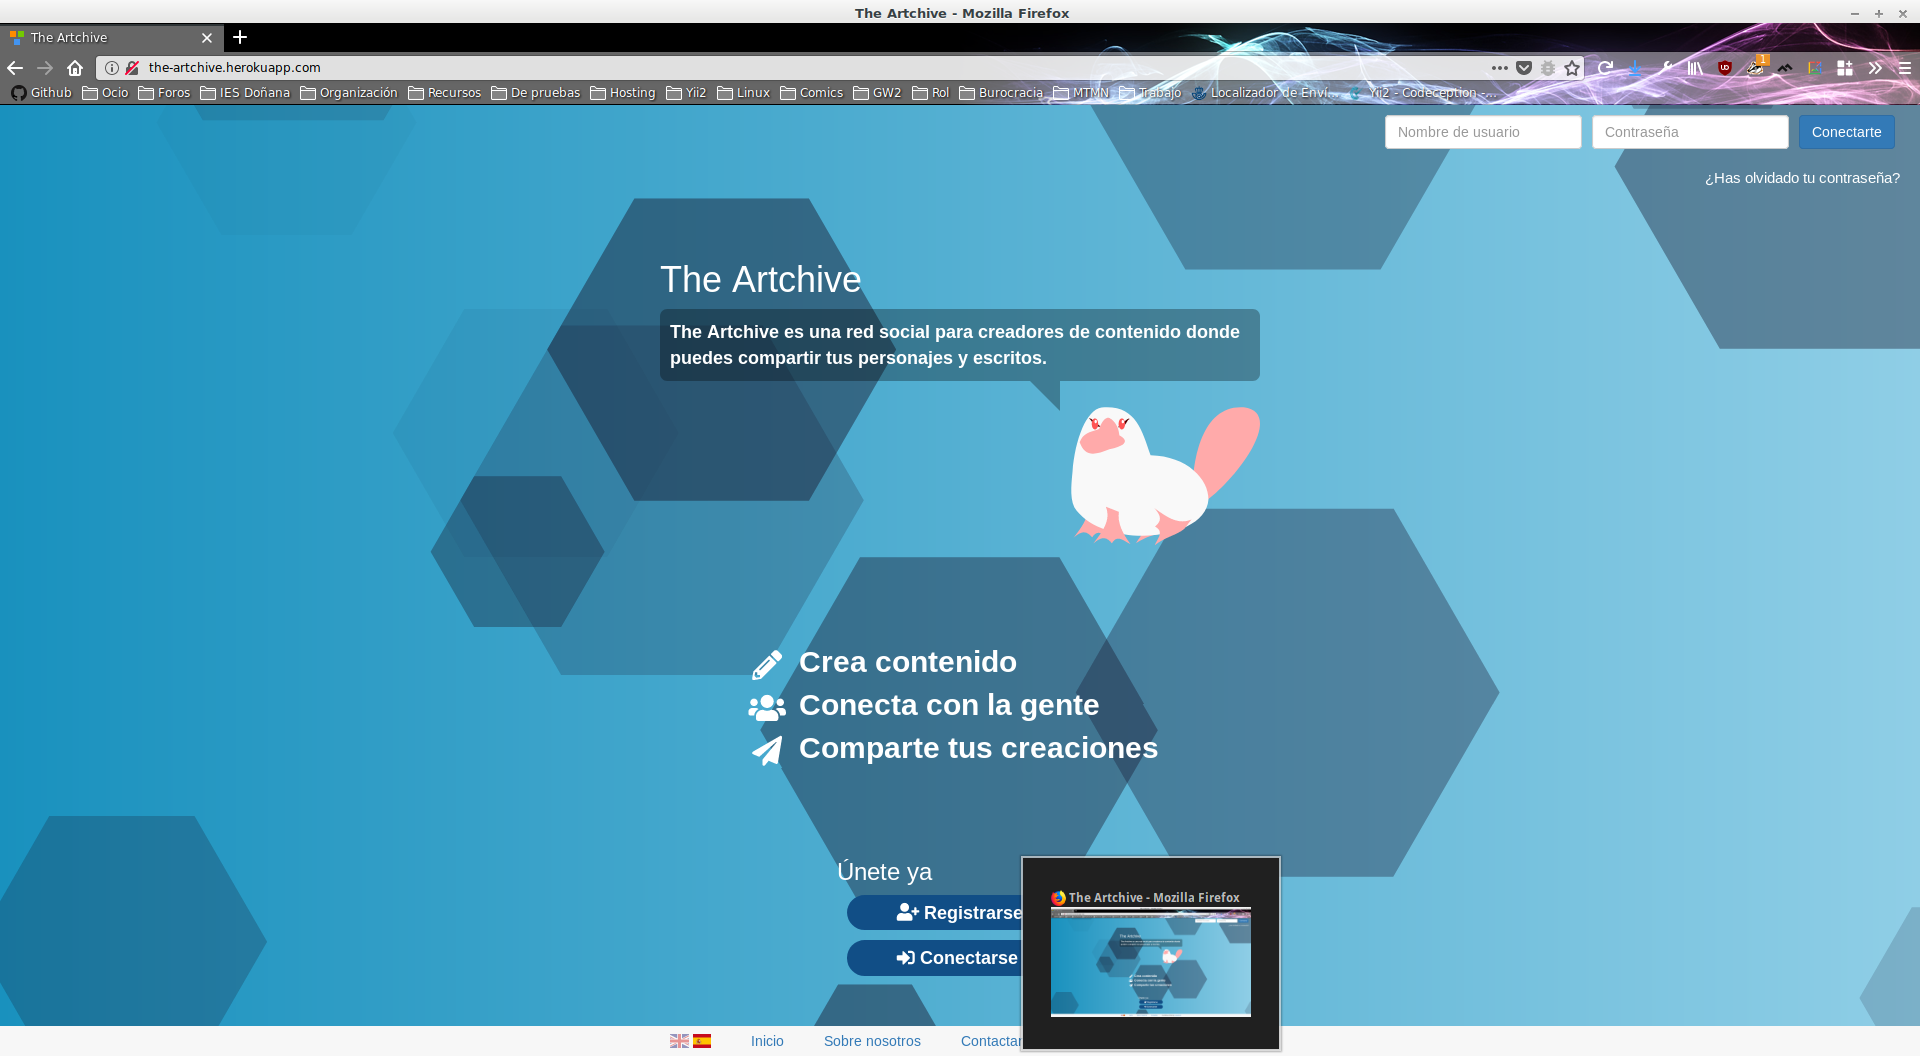 The Artchive - Mozilla Firefox
The Artchive
the-artchive.herokuapp.com
1
Github Ocio Foros IES Doñana Organización Recursos De pruebas Hosting Yii2 Linux Comics GW2 Rol Burocracia MTMN Trabajo Localizador de Enví... Yii2 - Codeception -...
Nombre de usuario Contraseña Conectarte
¿Has olvidado tu contraseña?
The Artchive
The Artchive es una red social para creadores de contenido donde
puedes compartir tus personajes y escritos.
Crea contenido
Conecta con la gente
Comparte tus creaciones
Únete ya
Registrarse
Conectarse
The Artchive - Mozilla Firefox
Inicio Sobre nosotros Contactar